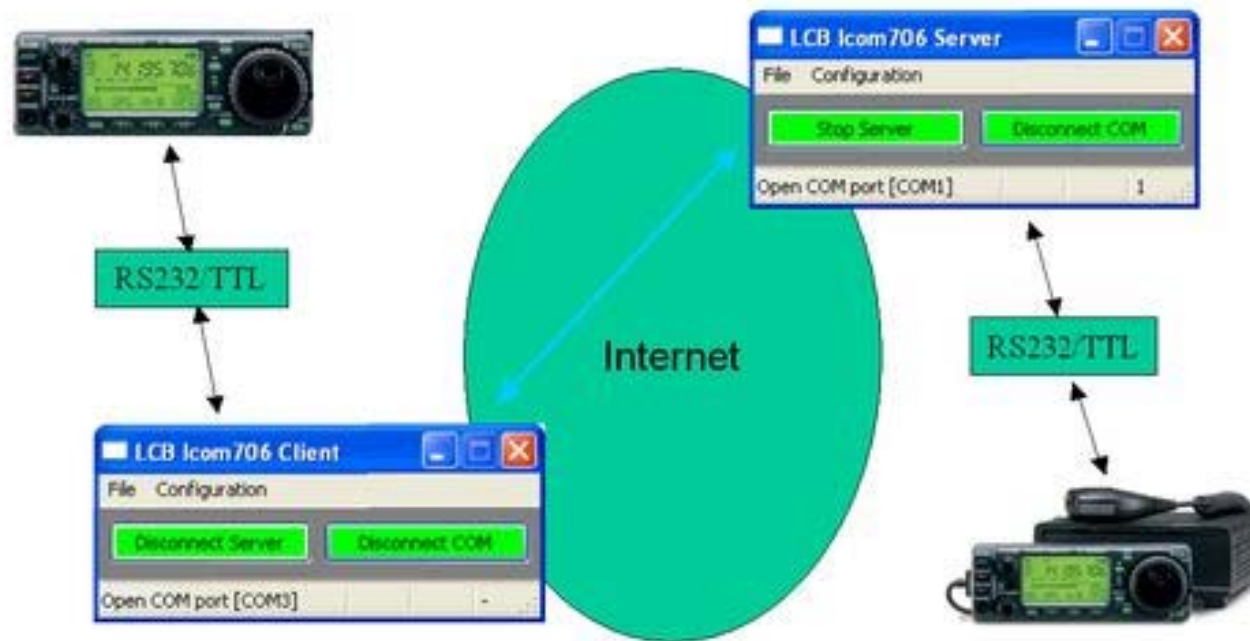 LCB Icom706 Server
File Configuration
Stop Server Disconnect COM
Open COM port [COM1] 1
RS232/TTL
RS232/TTL
Internet
LCB Icom706 Client
File Configuration
Disconnect Server Disconnect COM
Open COM port [COM3] -